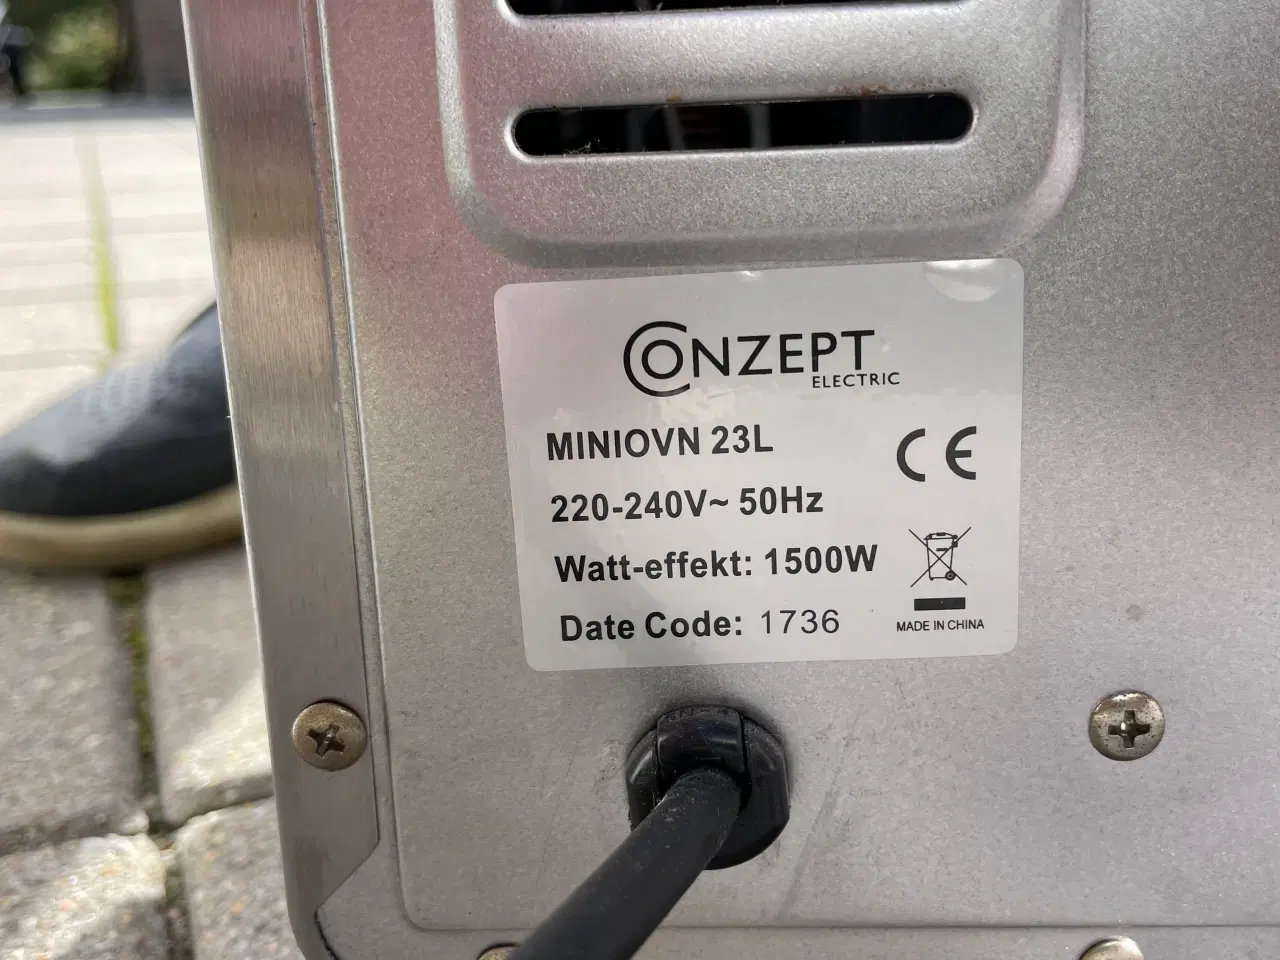 CONZEPT
ELECTRIC
MINIOVN 23L
220-240V~ 50Hz
Watt-effekt: 1500W
Date Code: 1736
CE
MADE IN CHINA